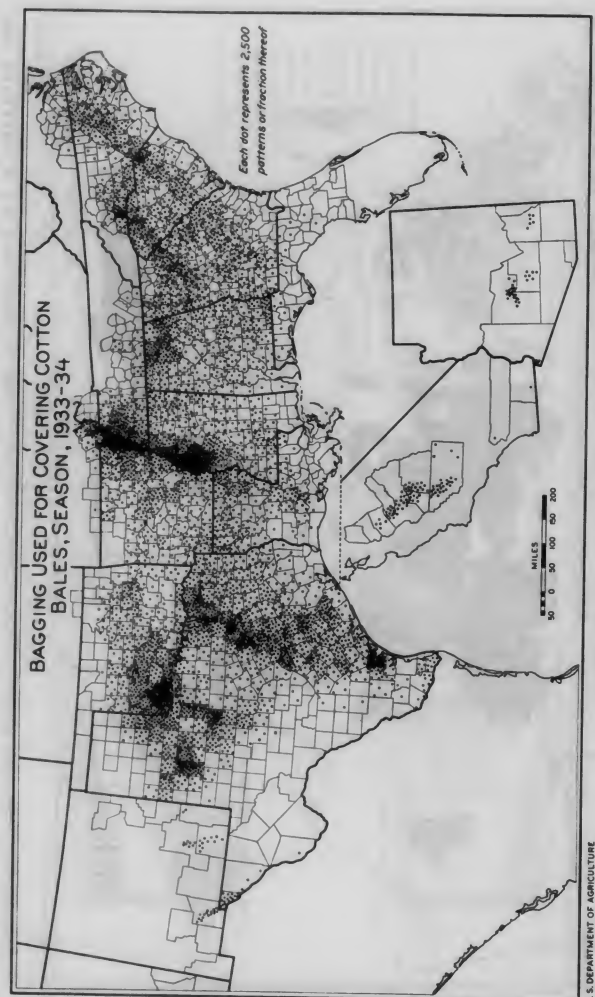 BAGGING USED FOR COVERING COTTON
BALES, SEASON, 1933-34
Each dot represents 2,500
patterns or fraction thereof
MILES
50 0 50 100 150 200
S. DEPARTMENT OF AGRICULTURE